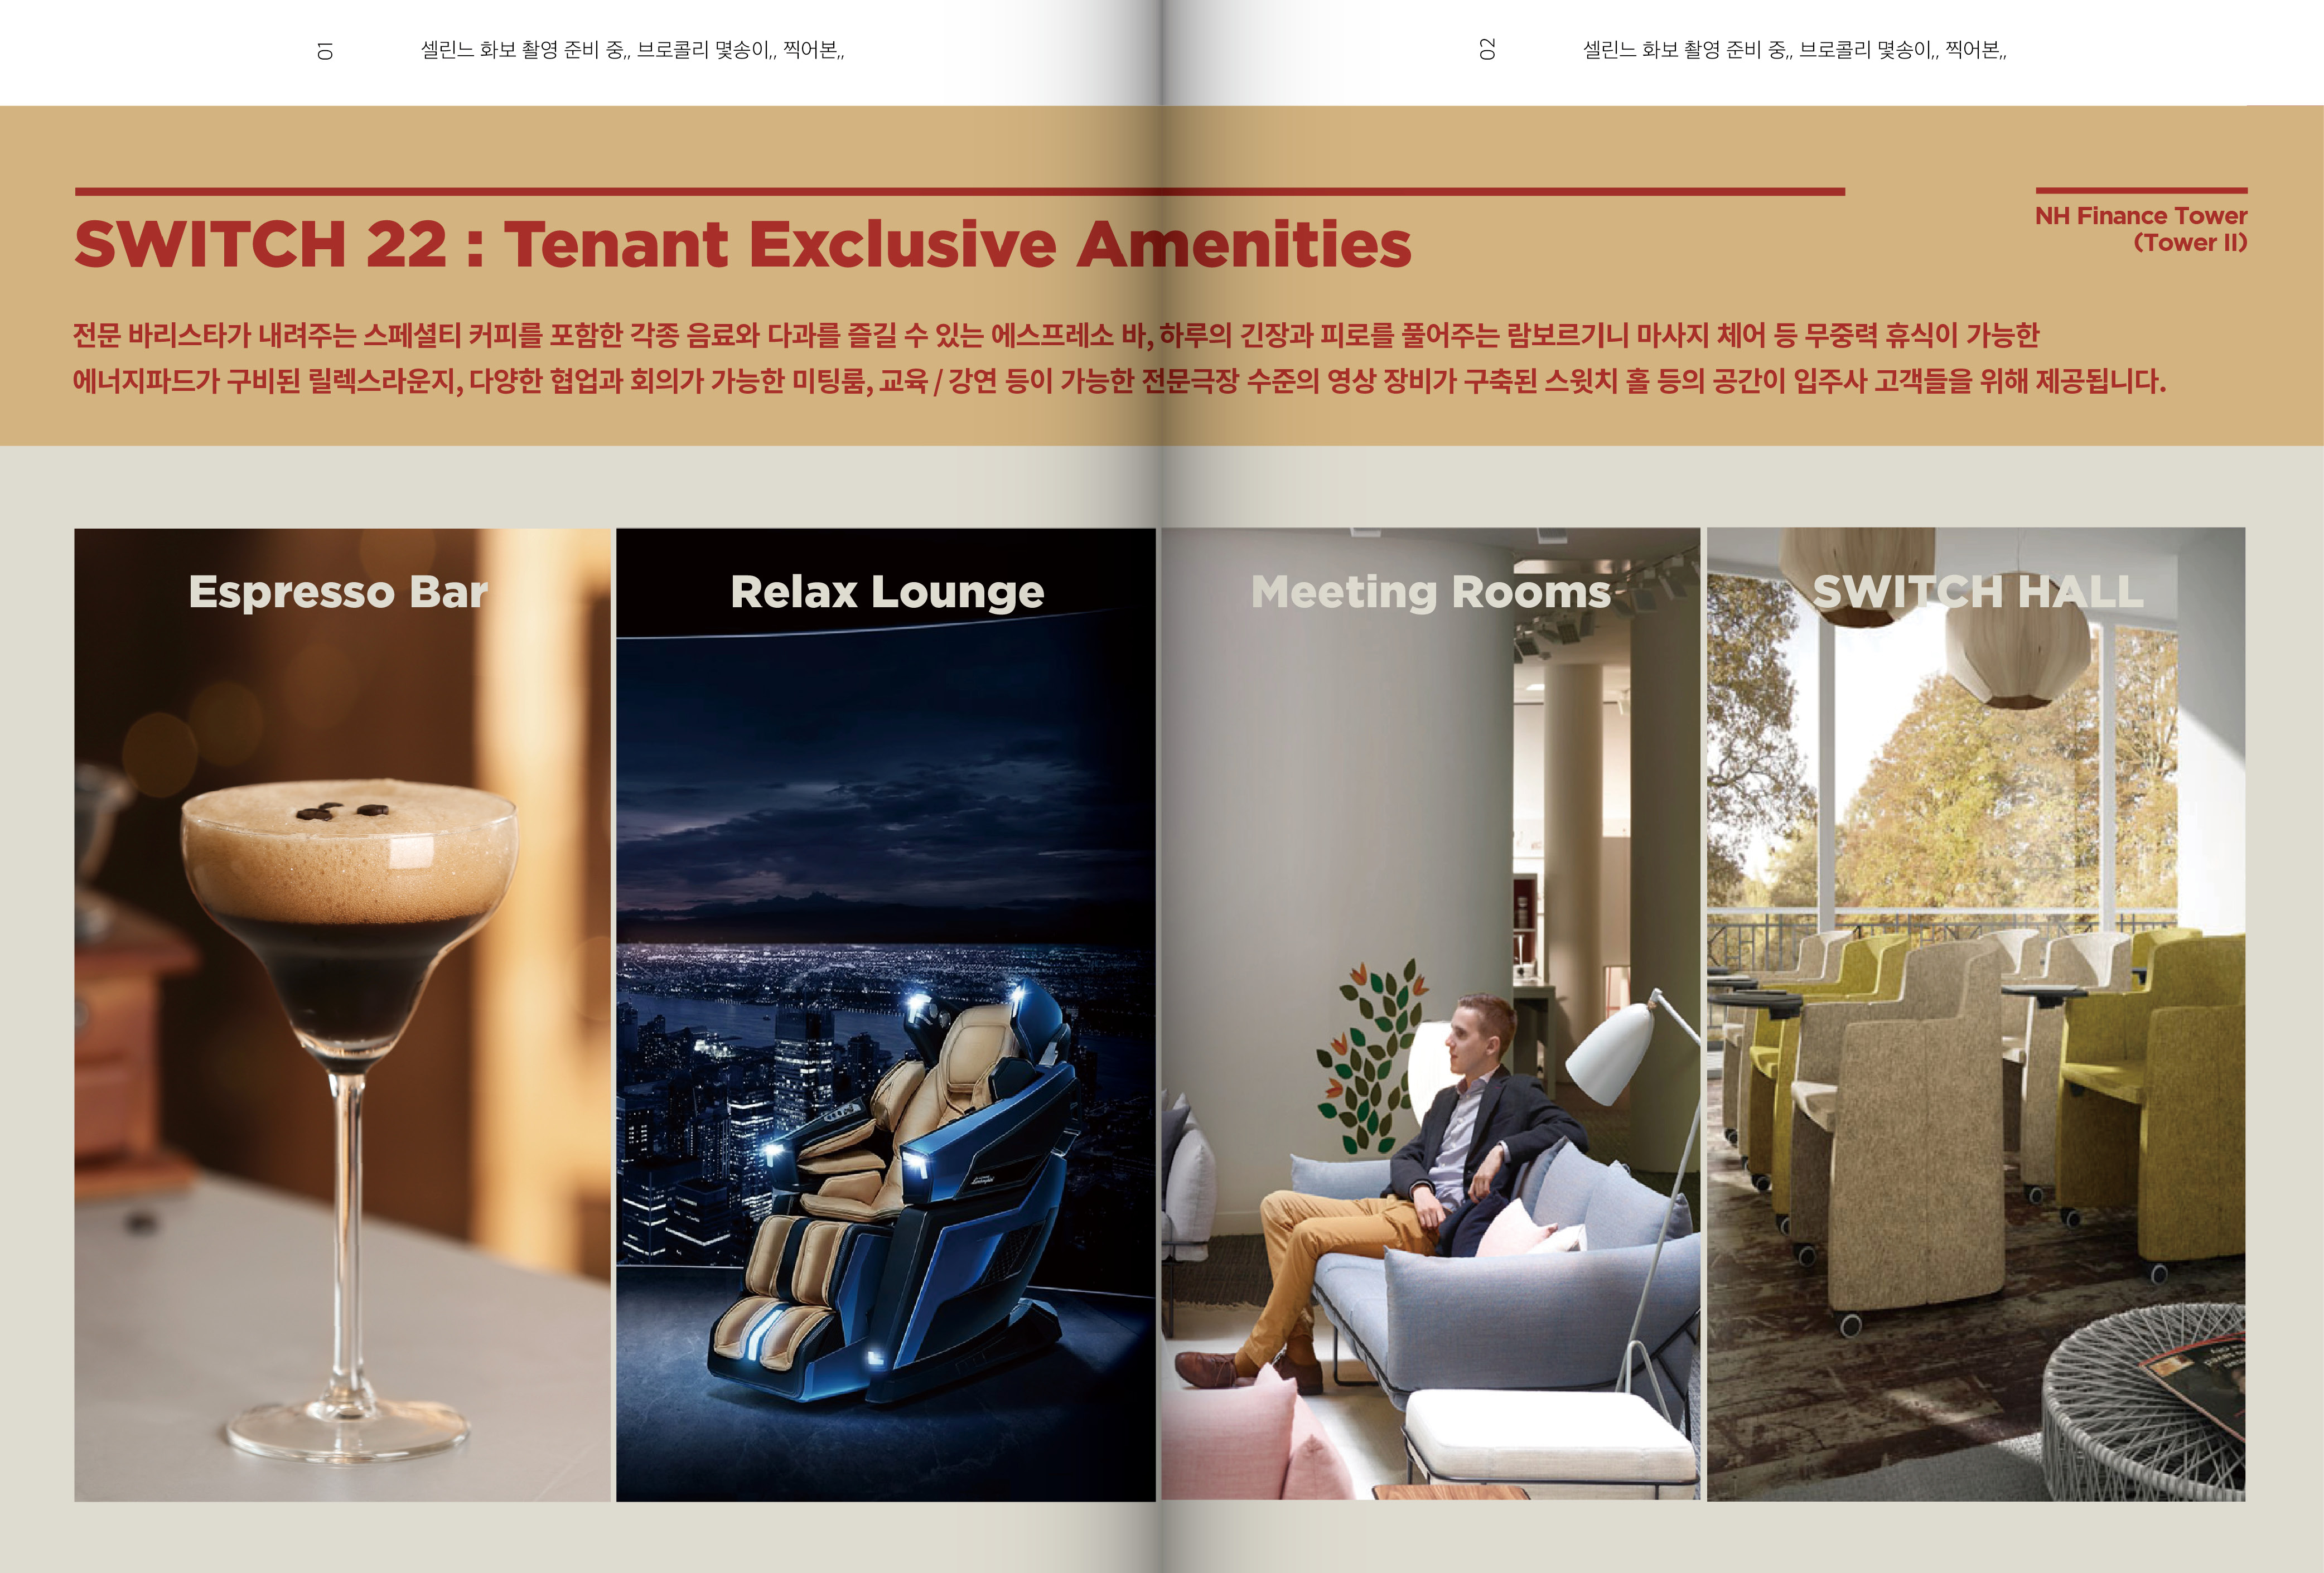 01
셀린느 화보 촬영 준비 중,, 브로콜리 몇송이,, 찍어본,,
02
셀린느 화보 촬영 준비 중,, 브로콜리 몇송이,, 찍어본,,
SWITCH 22 : Tenant Exclusive Amenities
NH Finance Tower
(Tower II)
전문 바리스타가 내려주는 스페셜티 커피를 포함한 각종 음료와 다과를 즐길 수 있는 에스프레소 바, 하루의 긴장과 피로를 풀어주는 람보르기니 마사지 체어 등 무중력 휴식이 가능한
에너지파드가 구비된 릴렉스라운지, 다양한 협업과 회의가 가능한 미팅룸, 교육 / 강연 등이 가능한 전문극장 수준의 영상 장비가 구축된 스윗치 홀 등의 공간이 입주사 고객들을 위해 제공됩니다.
Espresso Bar
Relax Lounge
Meeting Rooms
SWITCH HALL